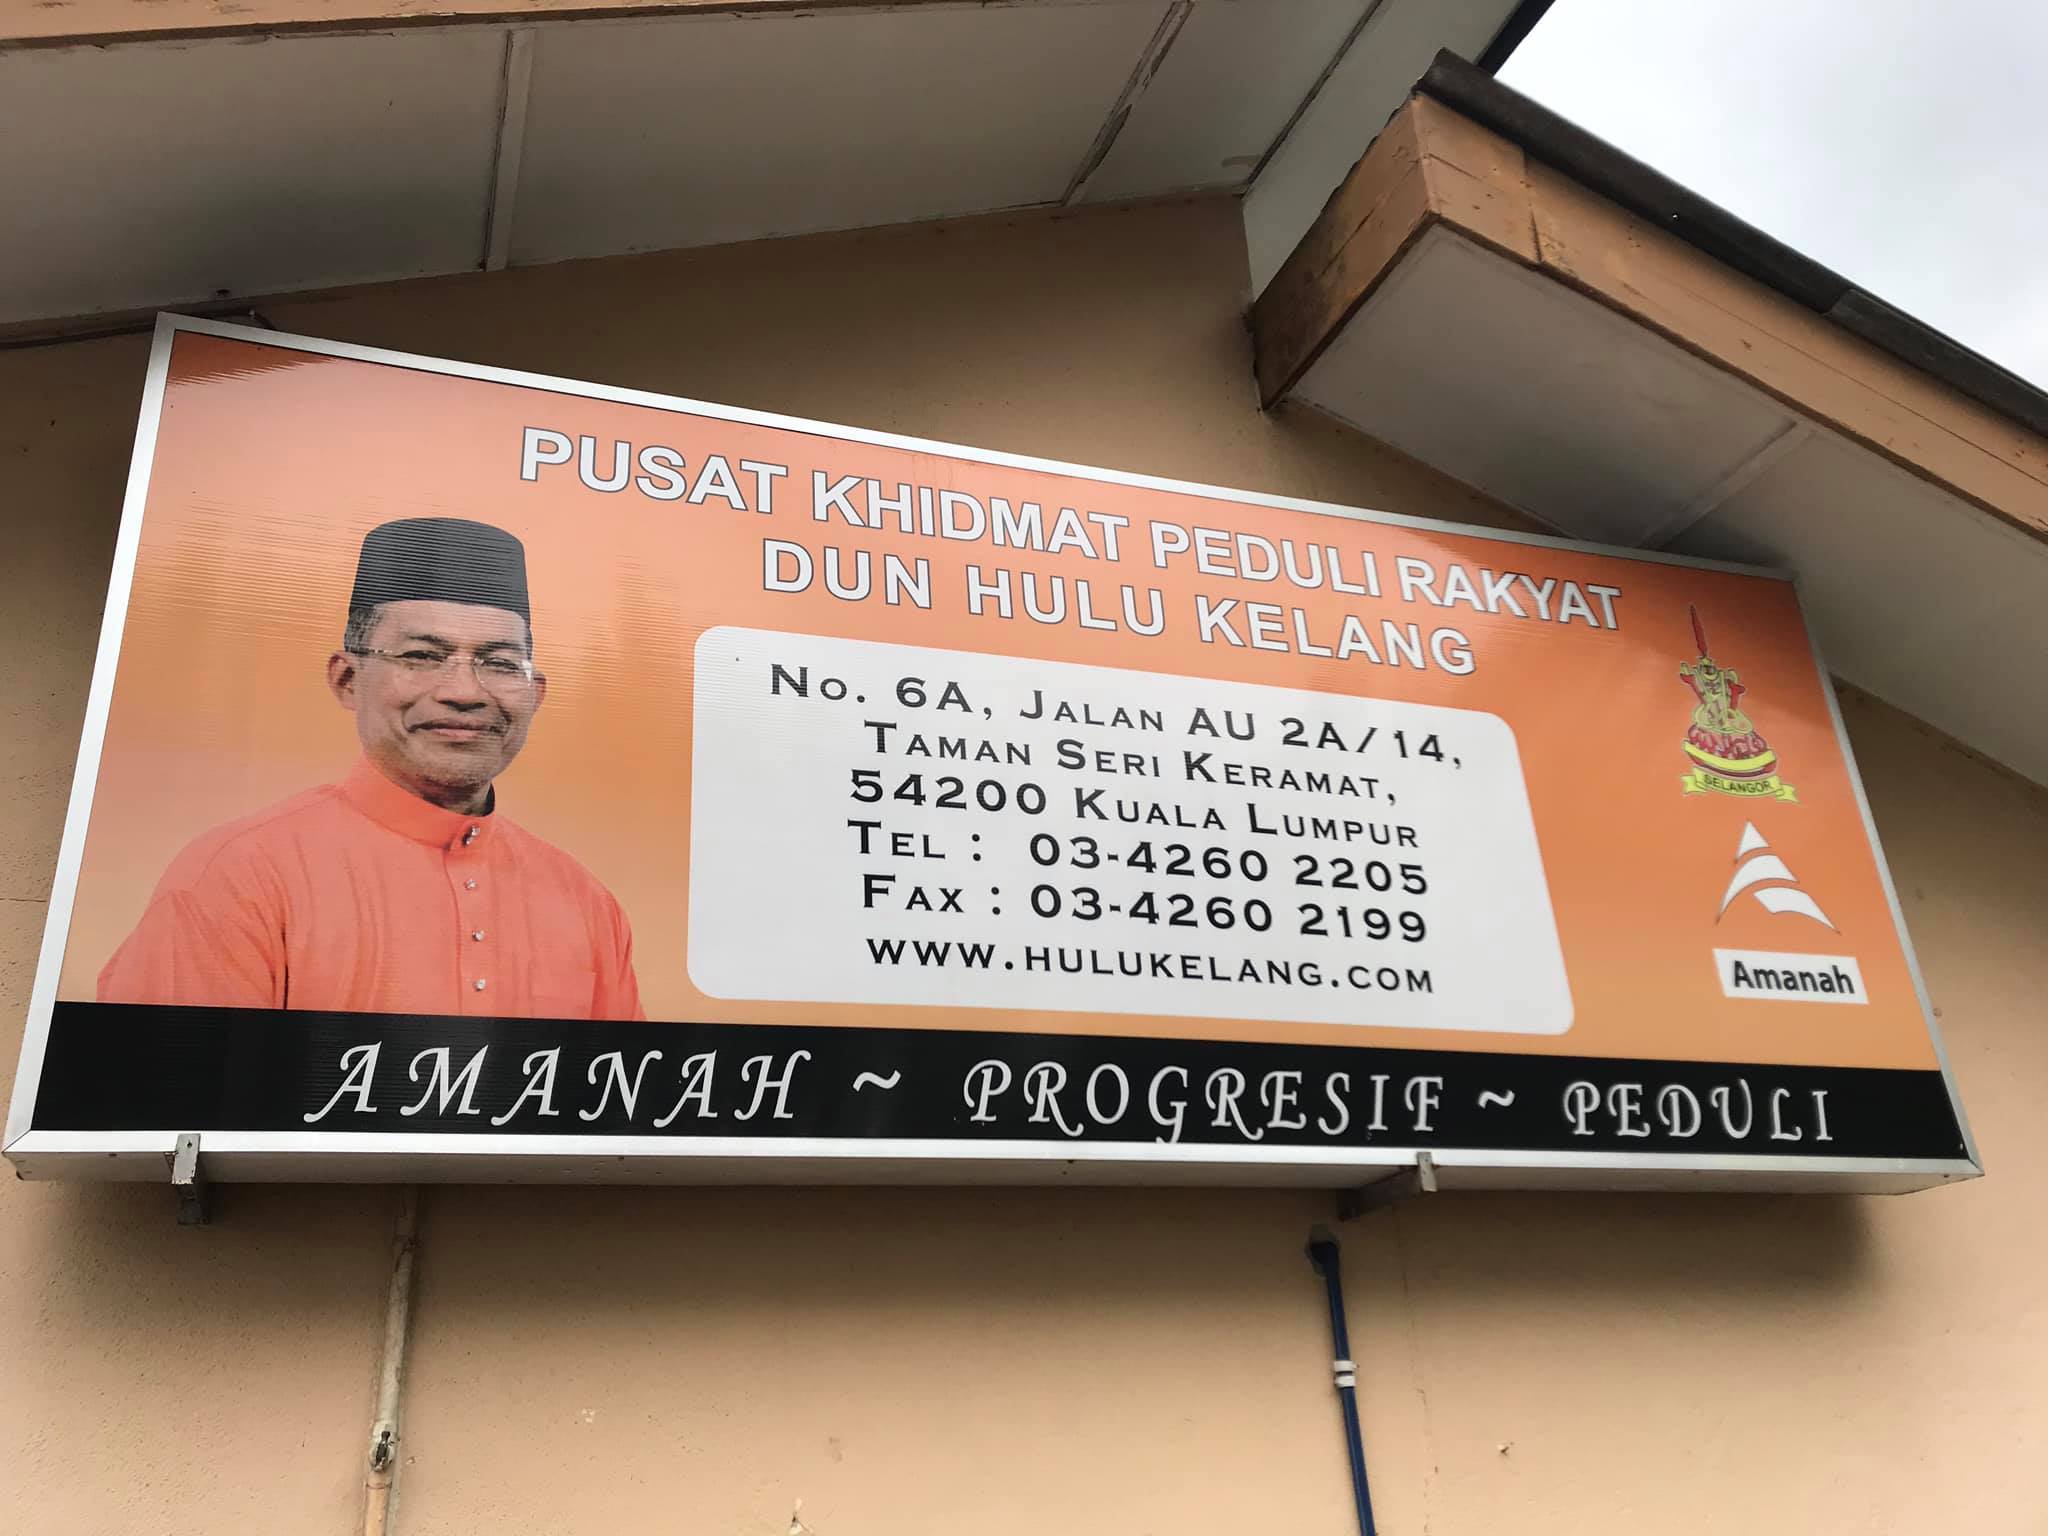 PUSAT KHIDMAT PEDULI RAKYAT
DUN HULU KELANG
NO. 6A, JALAN AU 2A/14,
TAMAN SERI KERAMAT,
54200 KUALA LUMPUR
TEL : 03-4260 2205
FAX : 03-4260 2199
WWW.HULUKELANG.COM
SELANGOR
Amanah
AMANAH ~ PROGRESIF ~ PEDULI